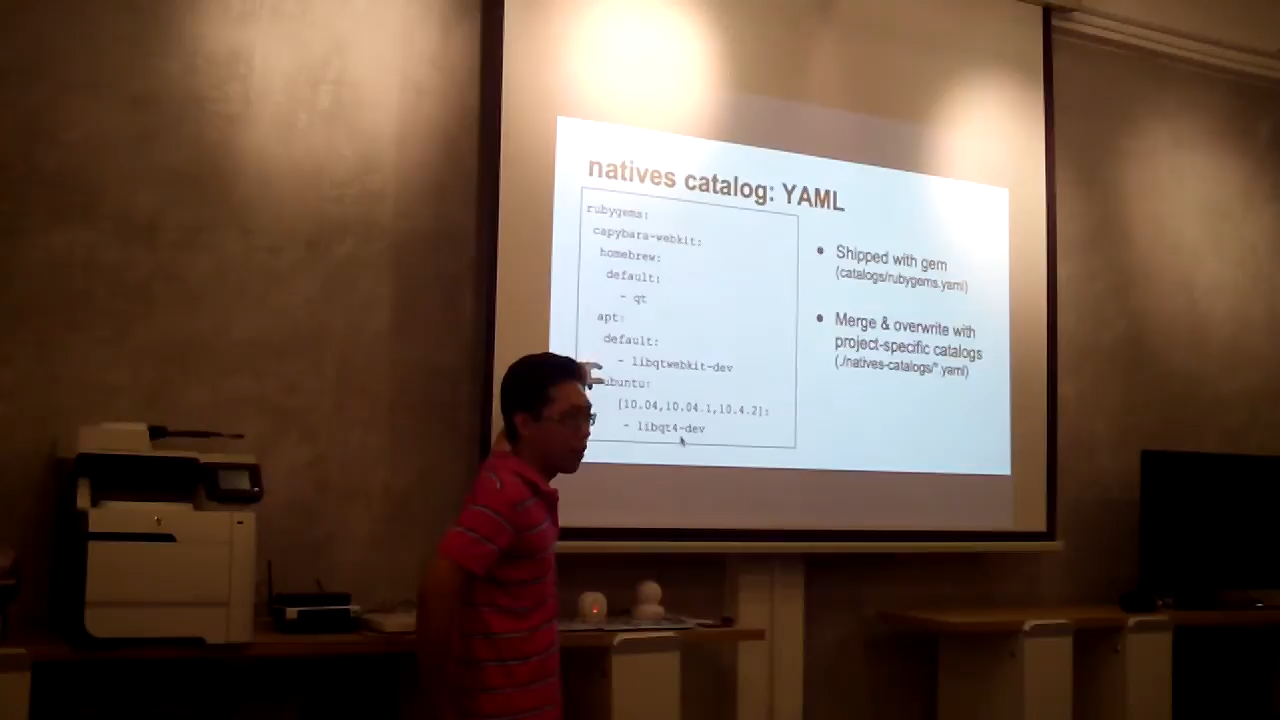 natives catalog: YAML
rubygems:
capybara-webkit:
homebrew:
default:
- qt
apt:
default:
- libqtwebkit-dev
ubuntu:
[10.04,10.04.1,10.4.2]:
- libqt4-dev
• Shipped with gem
(catalogs/rubygems.yaml)
• Merge & overwrite with
project-specific catalogs
(./natives-catalogs/*.yaml)